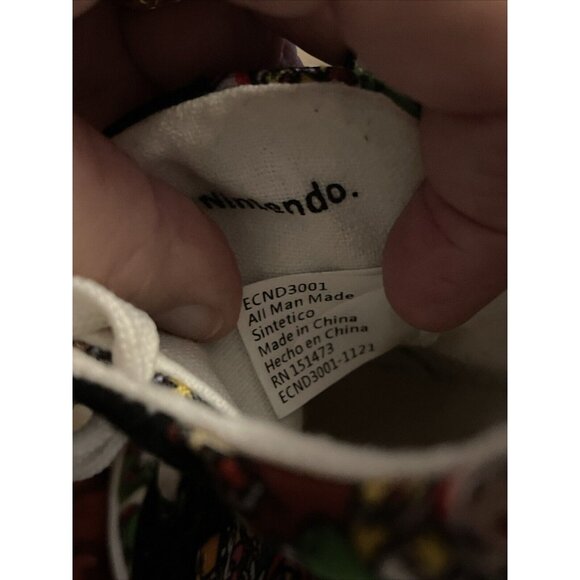 Nintendo.
ECND3001
All Man Made
Sintetico
Made in China
Hecho en China
RN 151473
ECND3001-1121